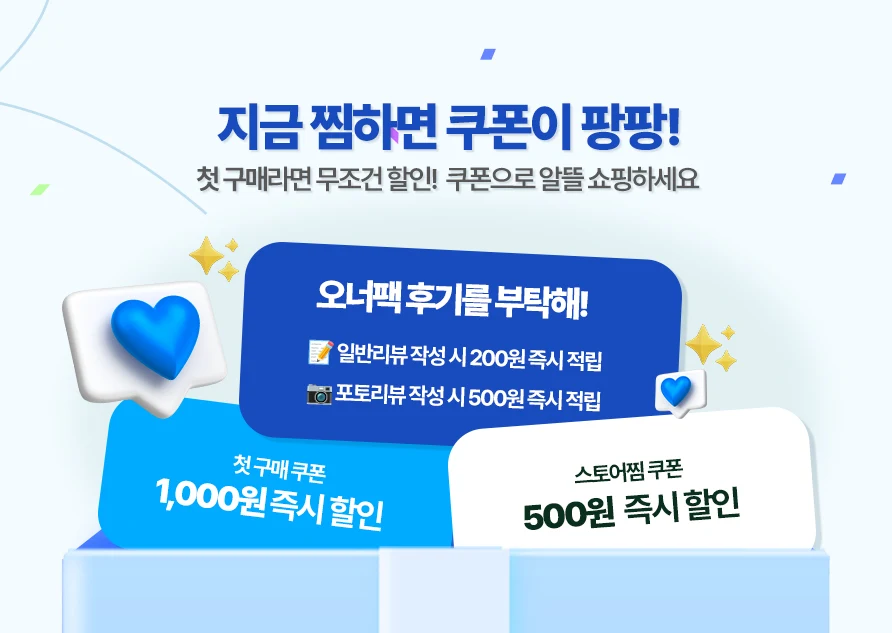 지금 찜하면 쿠폰이 팡팡!
첫 구매라면 무조건 할인! 쿠폰으로 알뜰 쇼핑하세요
오너팩 후기를 부탁해!
일반리뷰 작성 시 200원 즉시 적립
포토리뷰 작성 시 500원 즉시 적립
첫 구매 쿠폰
1,000원 즉시 할인
스토어찜 쿠폰
500원 즉시 할인